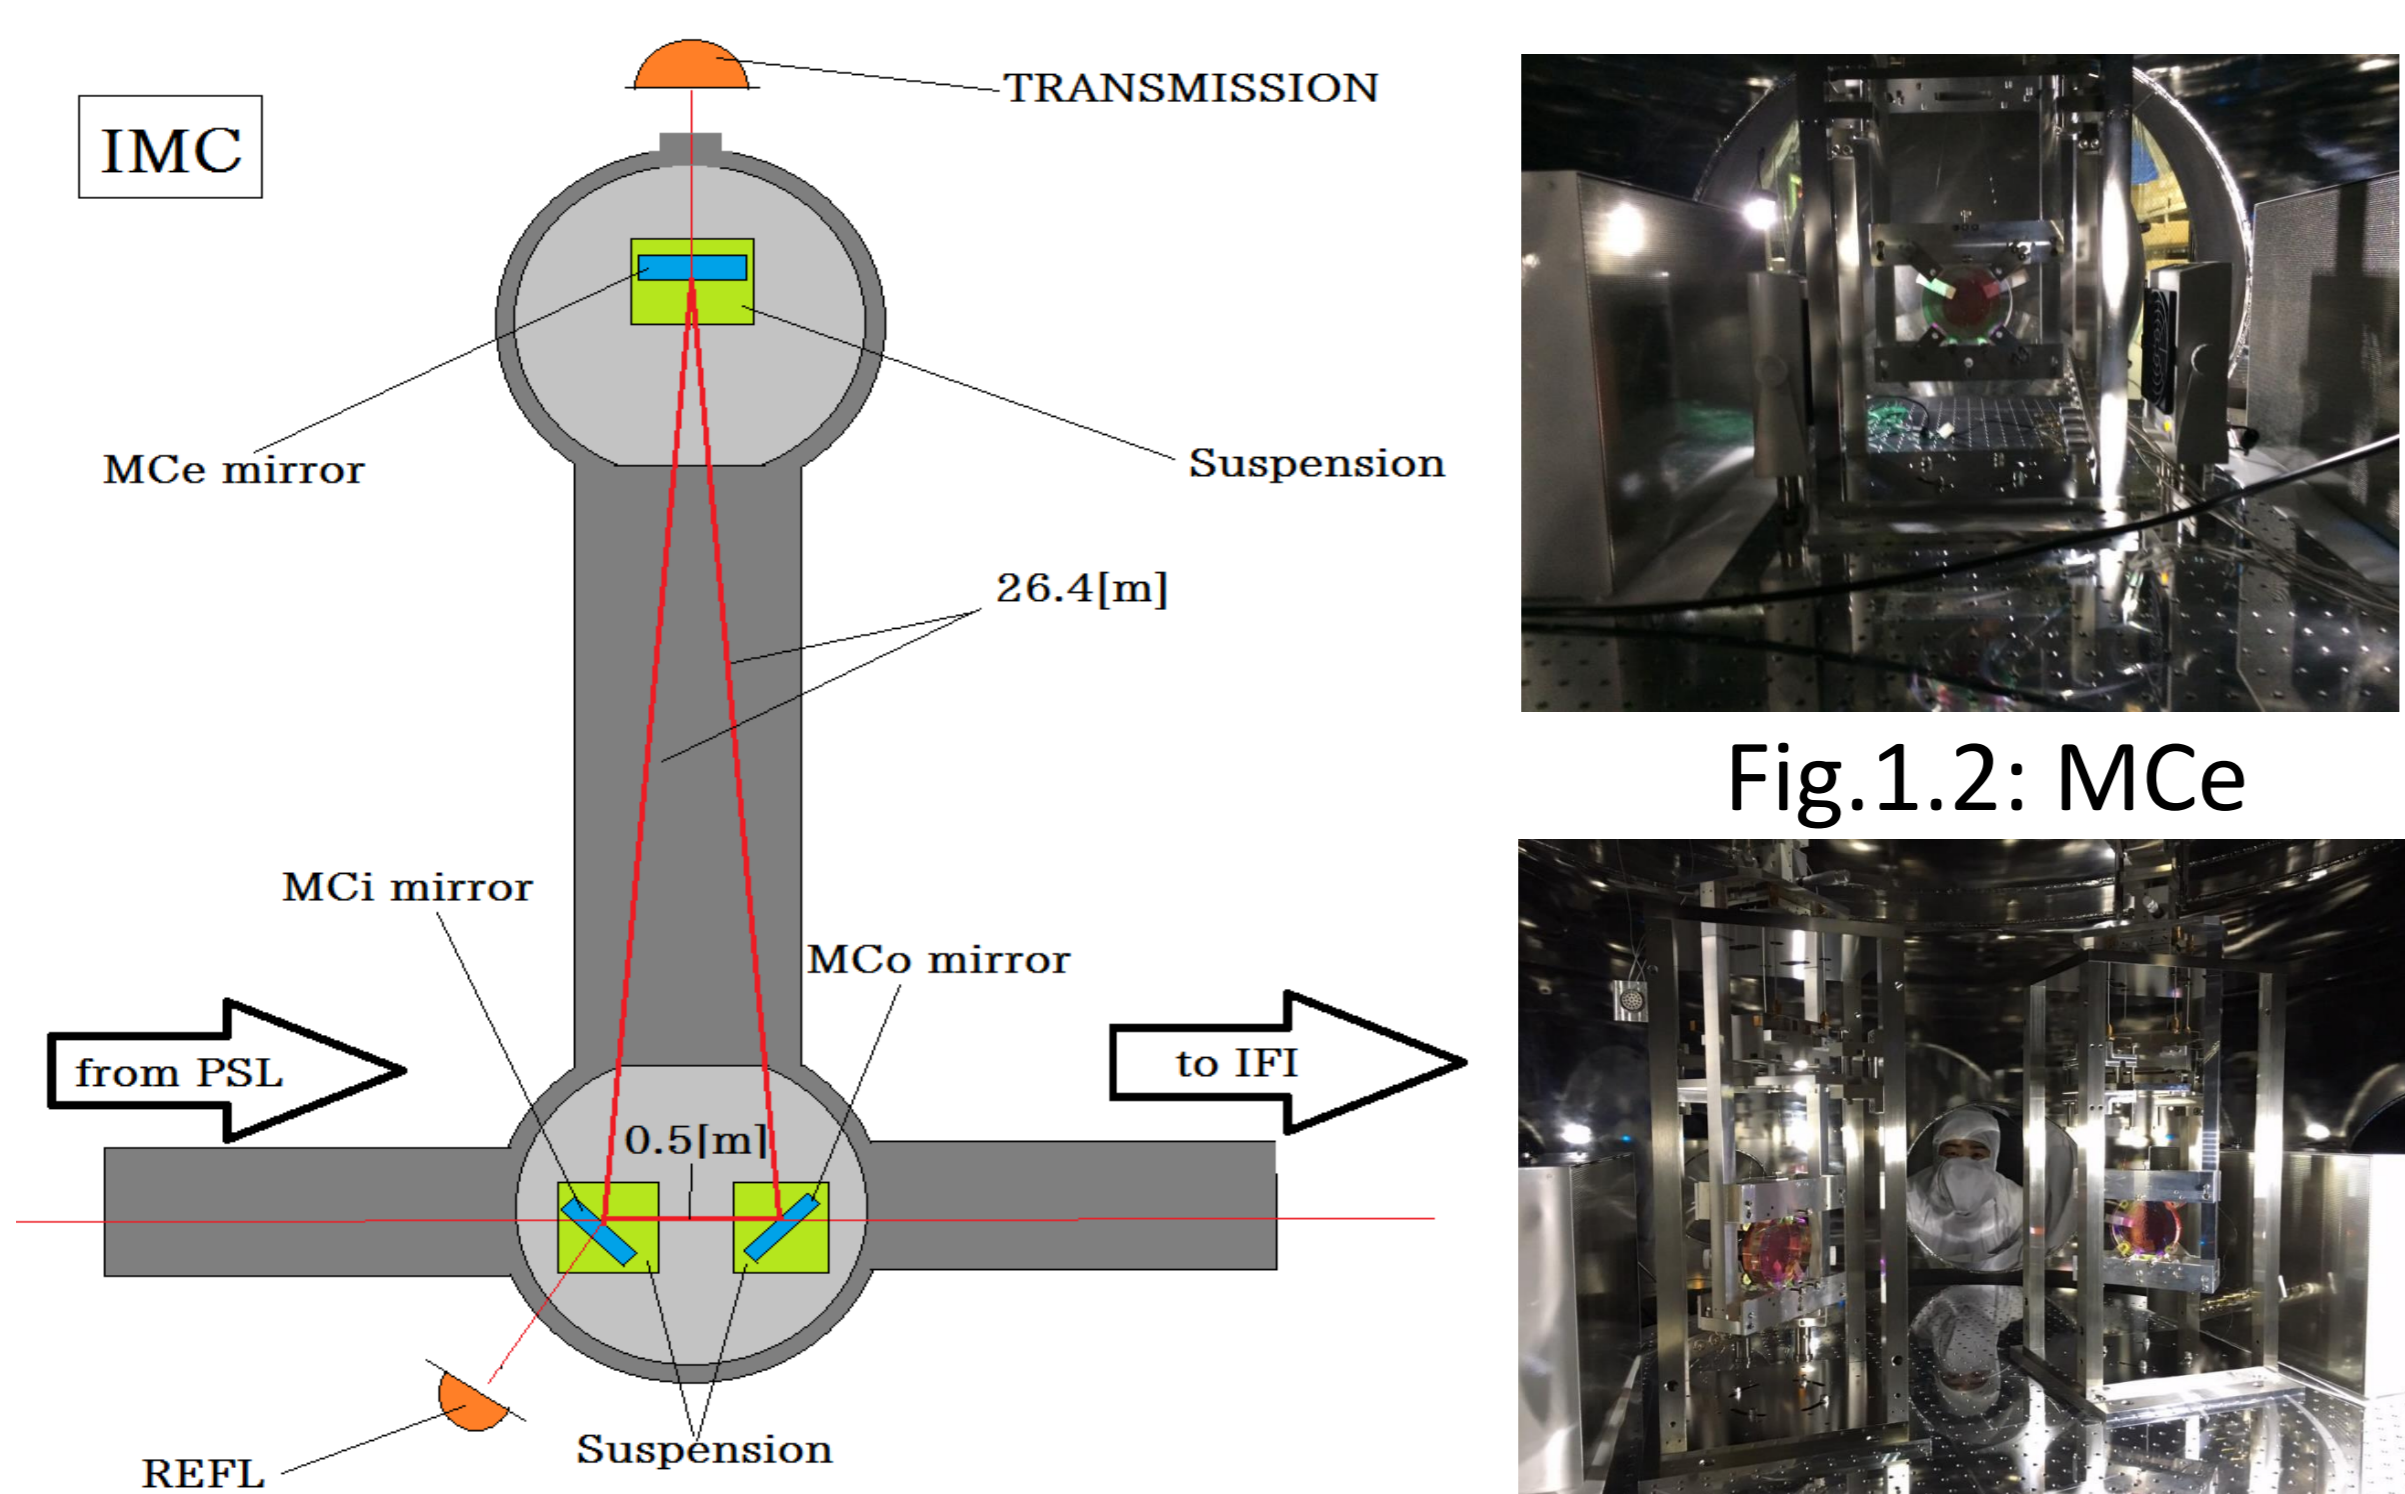 IMC
TRANSMISSION
MCe mirror
Suspension
26.4[m]
Fig.1.2: MCe
MCi mirror
MCo mirror
from PSL
to IFI
0.5[m]
Suspension
REFL